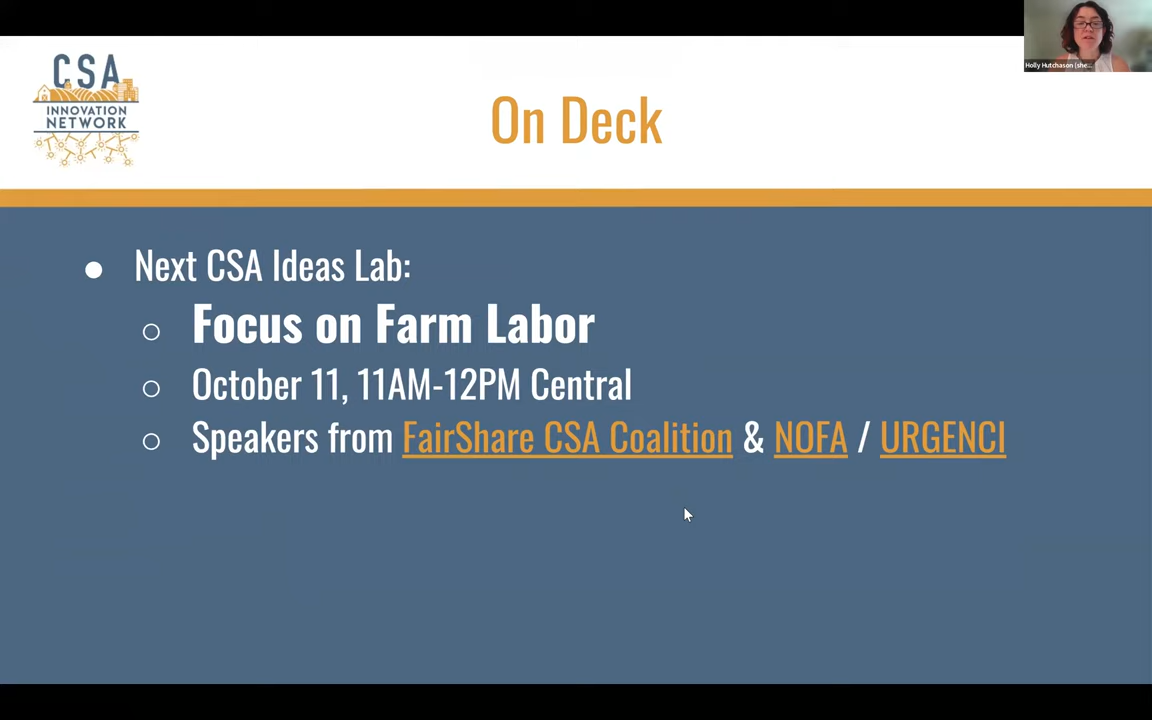 CSA
INNOVATION
NETWORK
Holly Hutchason (she...
On Deck
Next CSA Ideas Lab:
Focus on Farm Labor
October 11, 11AM-12PM Central
Speakers from FairShare CSA Coalition & NOFA / URGENCI